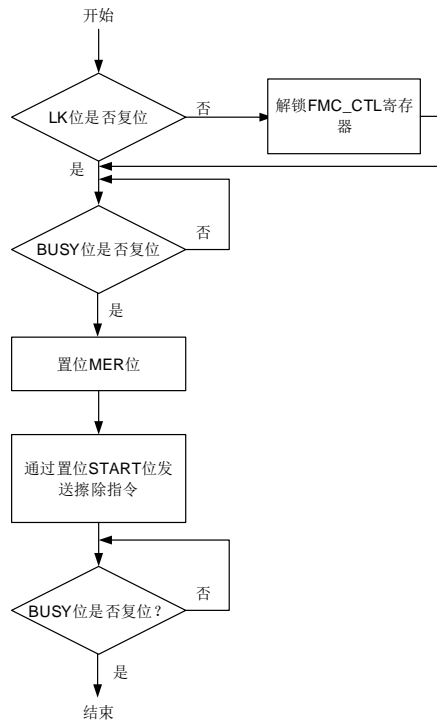 开始
LK位是否复位
否
解锁FMC_CTL寄存
器
是
BUSY位是否复位
否
是
置位MER位
通过置位START位发
送擦除指令
BUSY位是否复位？
否
是
结束